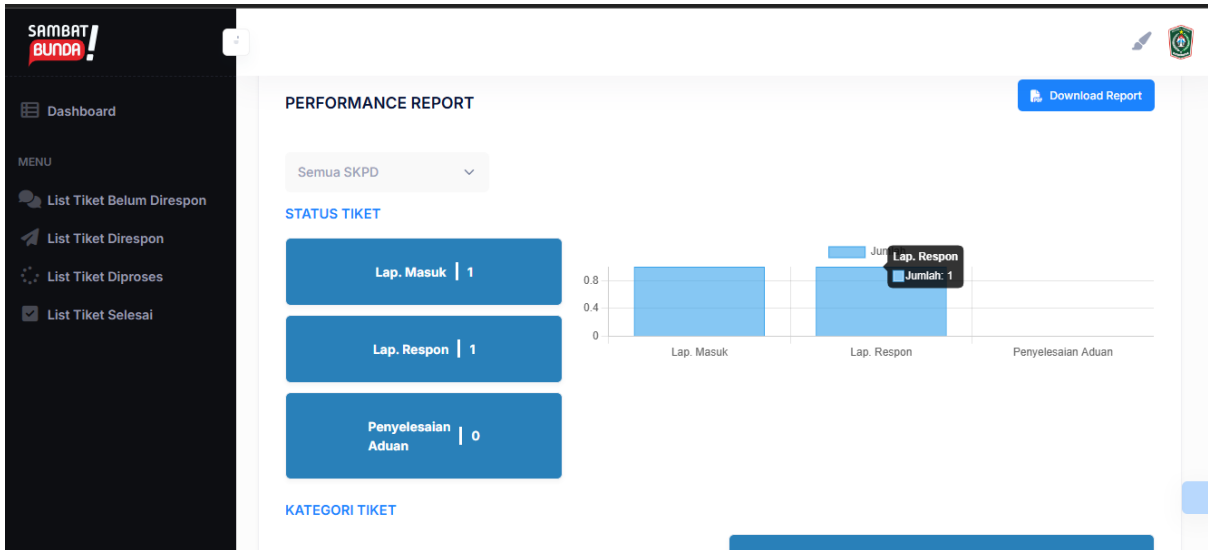 SAMBAT
BUNDA!
Dashboard
MENU
List Tiket Belum Direspon
List Tiket Direspon
List Tiket Diproses
List Tiket Selesai
PERFORMANCE REPORT
Download Report
Semua SKPD
STATUS TIKET
Lap. Masuk | 1
Lap. Respon | 1
Penyelesaian
Aduan | 0
Lap. Respon
Jumlah: 1
0.8
0.4
0
Lap. Masuk
Lap. Respon
Penyelesaian Aduan
KATEGORI TIKET